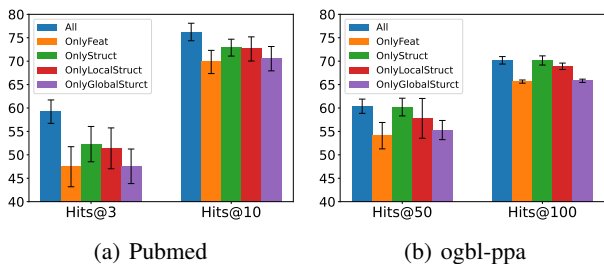 80
75
70
65
60
55
50
45
40
All
OnlyFeat
OnlyStruct
OnlyLocalStruct
OnlyGlobalSturct
Hits@3 Hits@10
(a) Pubmed
80
75
70
65
60
55
50
45
40
All
OnlyFeat
OnlyStruct
OnlyLocalStruct
OnlyGlobalSturct
Hits@50 Hits@100
(b) ogbl-ppa